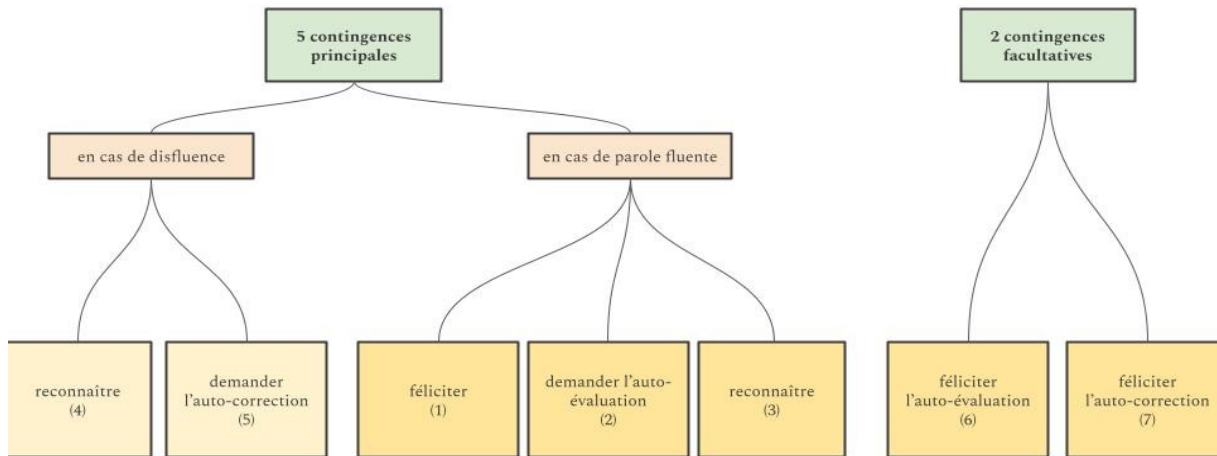 5 contingences
principales
2 contingences
facultatives
en cas de disfluence
en cas de parole fluente
reconnaître
(4)
demander
l'auto-correction
(5)
féliciter
(1)
demander l'auto-
évaluation
(2)
reconnaître
(3)
féliciter
l'auto-évaluation
(6)
féliciter
l'auto-correction
(7)